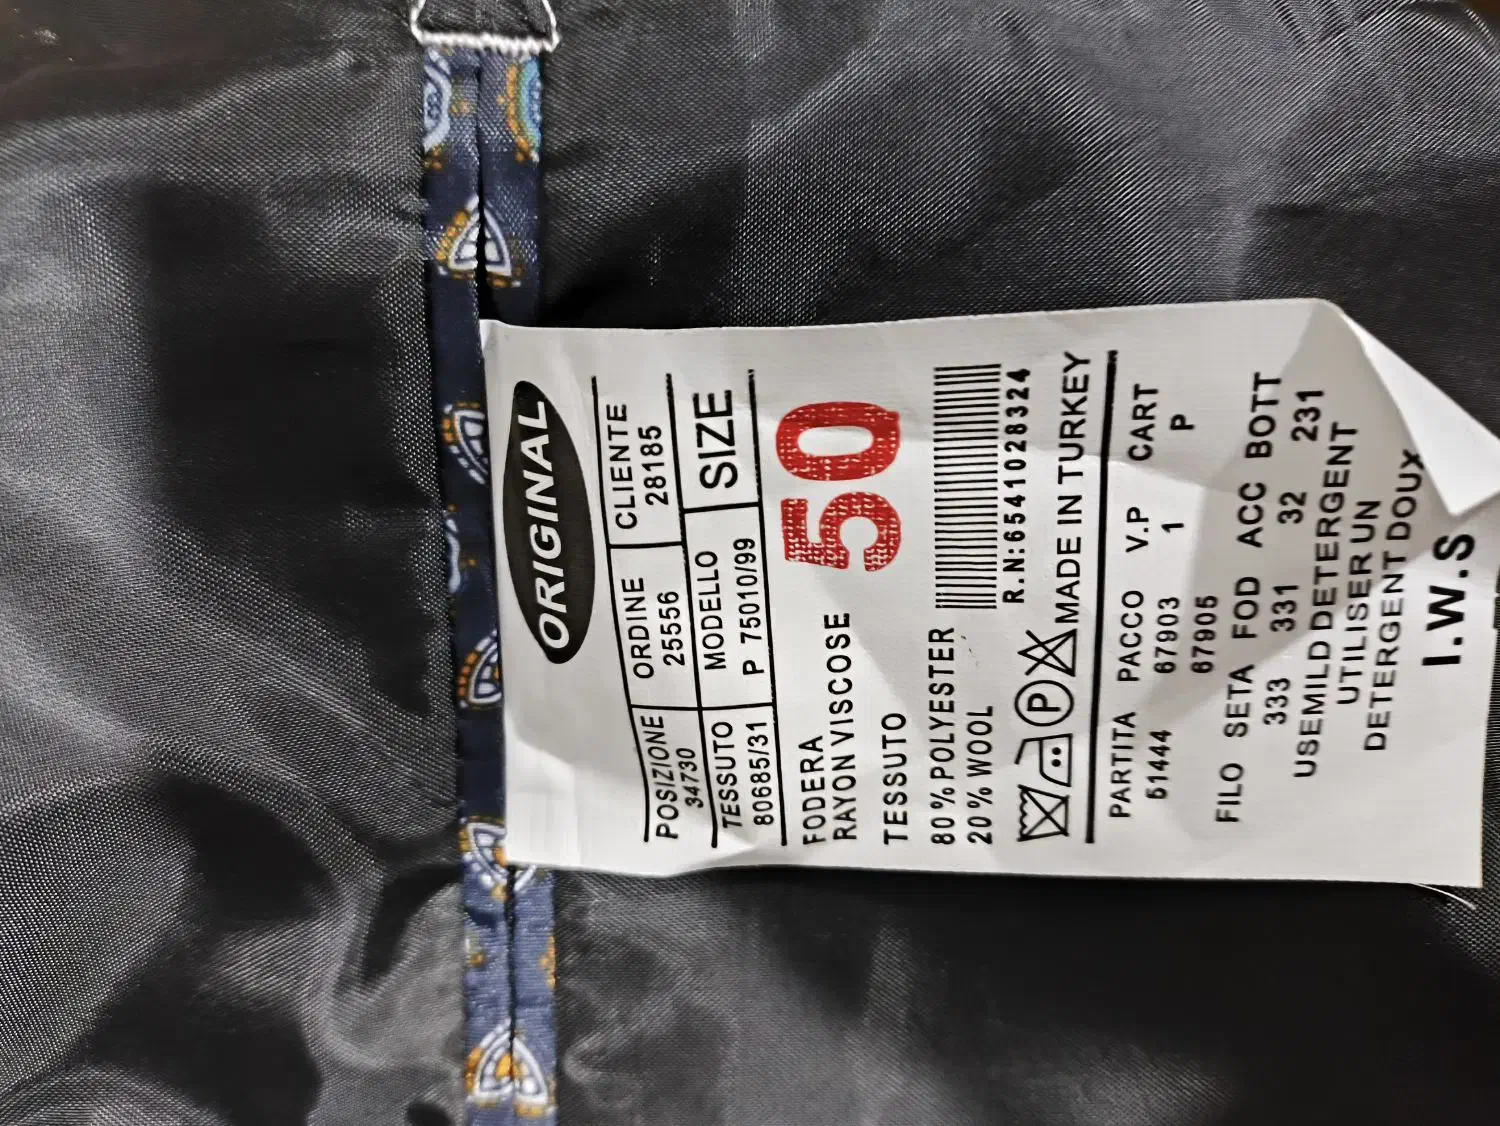 ORIGINAL
POSIZIONE ORDINE CLIENTE
34730 25556 28185
TESSUTO MODELLO SIZE
80685/31 P 75010/99
50
FODERA
RAYON VISCOSE
TESSUTO
80% POLYESTER
20% WOOL
R.N:6541028324
P MADE IN TURKEY
PARTITA PACCO V.P CART
51444 67903 1 P
67905
FILO SETA FOD ACC BOTT
333 331 32 231
USEMILD DETERGENT
UTILISER UN
DETERGENT DOUX
I.W.S